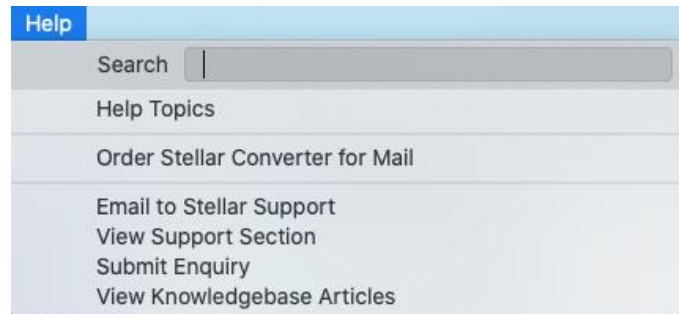 Help
Search
Help Topics
Order Stellar Converter for Mail
Email to Stellar Support
View Support Section
Submit Enquiry
View Knowledgebase Articles